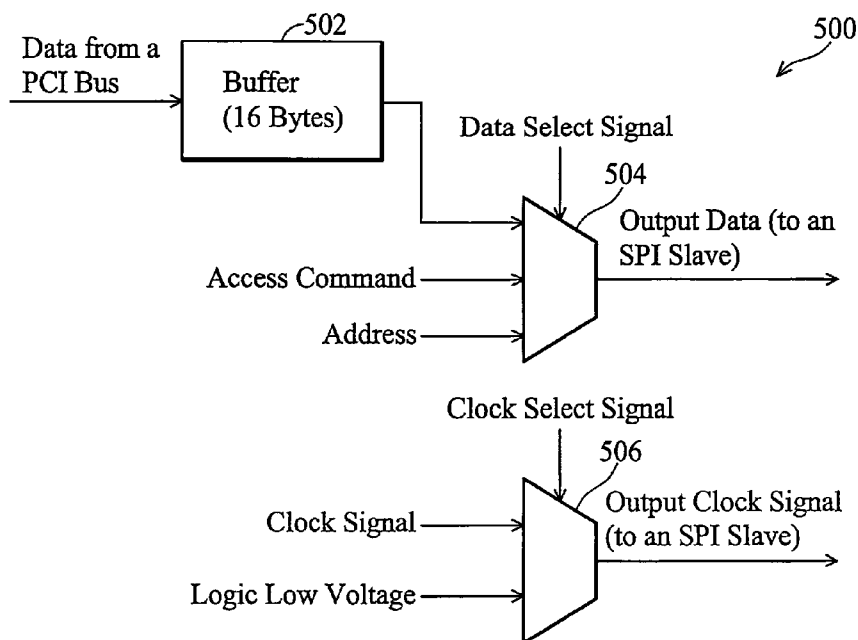 502
500
Data from a
PCI Bus
Buffer
(16 Bytes)
Data Select Signal
504
Output Data (to an
SPI Slave)
Access Command
Address
Clock Select Signal
506
Output Clock Signal
(to an SPI Slave)
Clock Signal
Logic Low Voltage